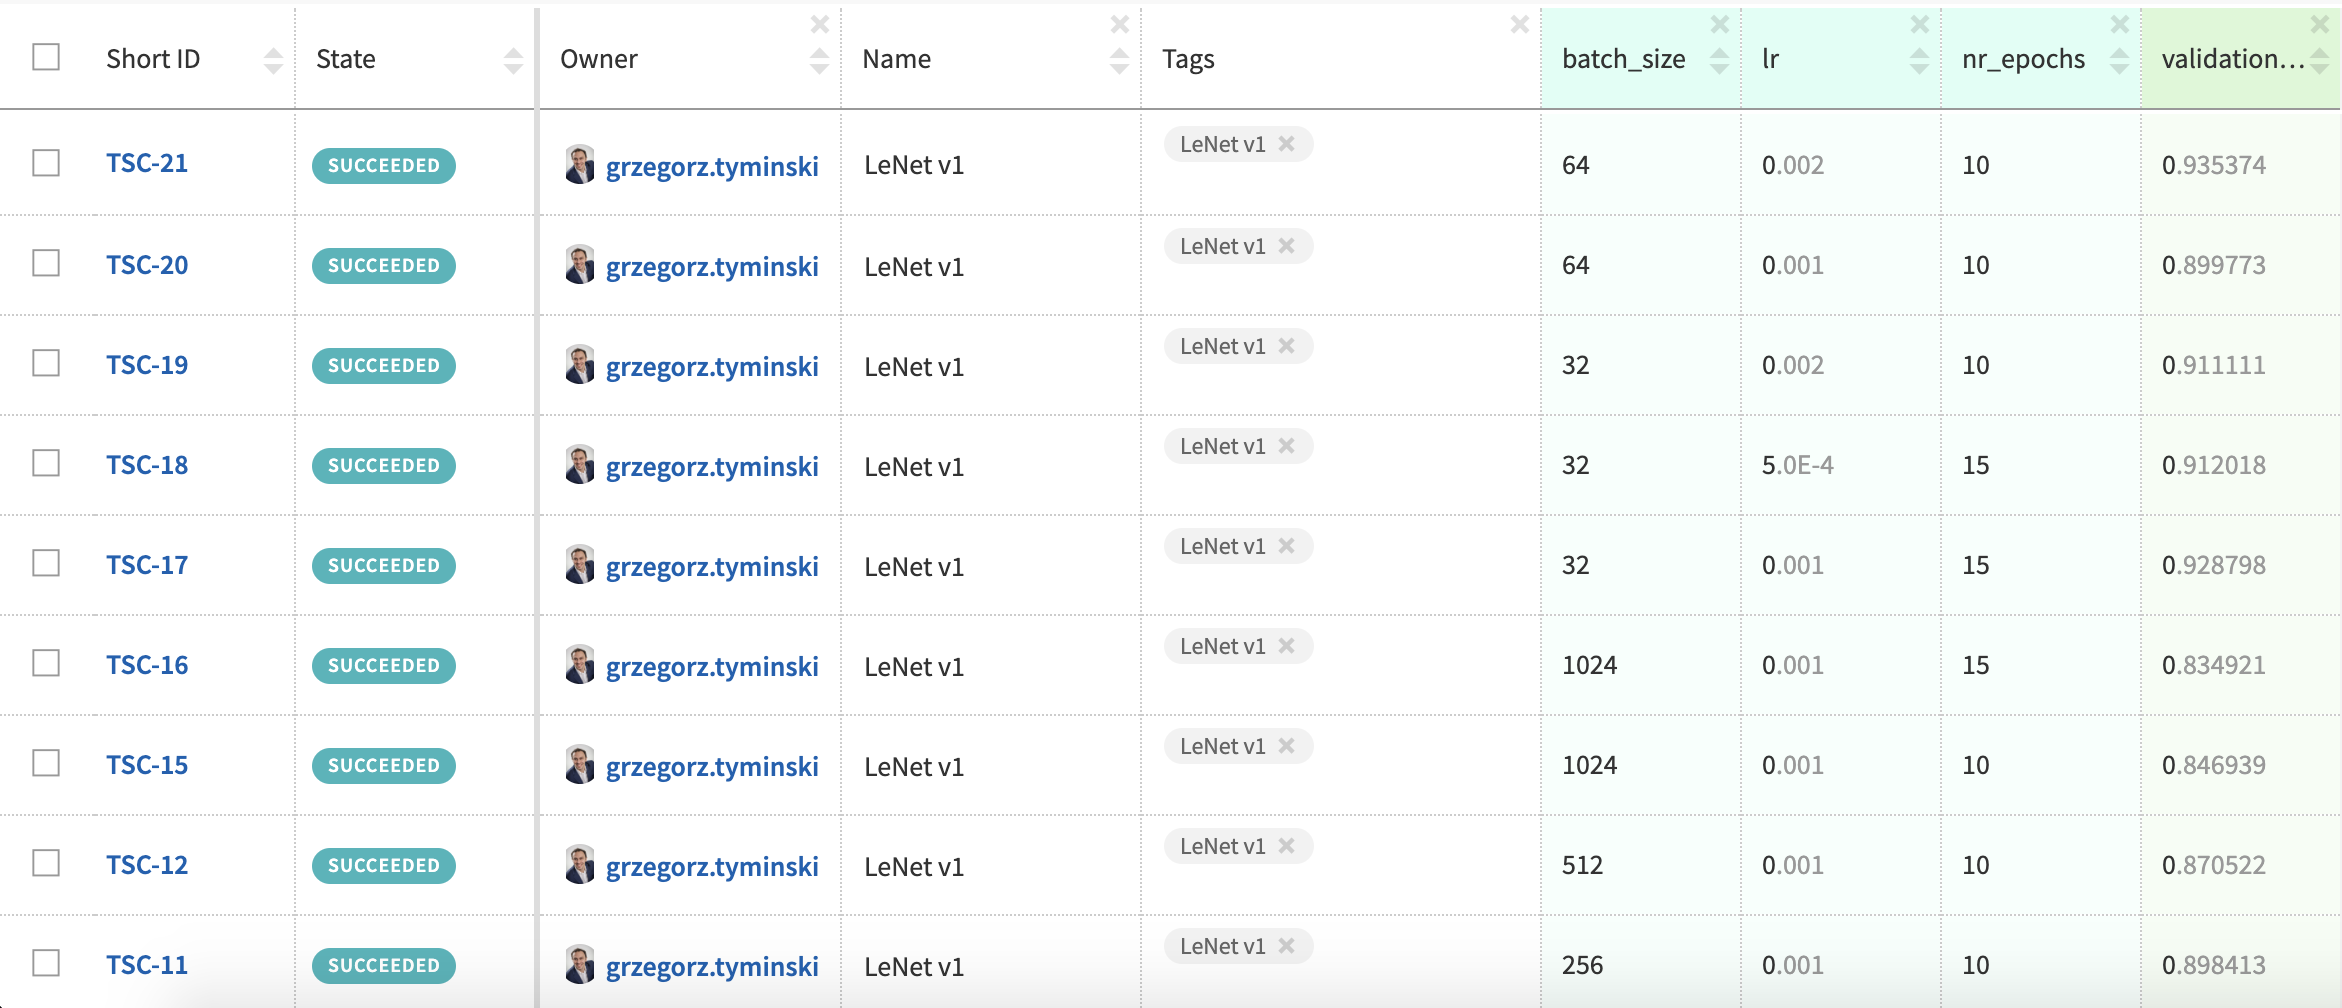 Short ID State Owner Name Tags batch_size lr nr_epochs validation...
TSC-21 SUCCEEDED grzegorz.tyminski LeNet v1 LeNet v1 64 0.002 10 0.935374
TSC-20 SUCCEEDED grzegorz.tyminski LeNet v1 LeNet v1 64 0.001 10 0.899773
TSC-19 SUCCEEDED grzegorz.tyminski LeNet v1 LeNet v1 32 0.002 10 0.911111
TSC-18 SUCCEEDED grzegorz.tyminski LeNet v1 LeNet v1 32 5.0E-4 15 0.912018
TSC-17 SUCCEEDED grzegorz.tyminski LeNet v1 LeNet v1 32 0.001 15 0.928798
TSC-16 SUCCEEDED grzegorz.tyminski LeNet v1 LeNet v1 1024 0.001 15 0.834921
TSC-15 SUCCEEDED grzegorz.tyminski LeNet v1 LeNet v1 1024 0.001 10 0.846939
TSC-12 SUCCEEDED grzegorz.tyminski LeNet v1 LeNet v1 512 0.001 10 0.870522
TSC-11 SUCCEEDED grzegorz.tyminski LeNet v1 LeNet v1 256 0.001 10 0.898413